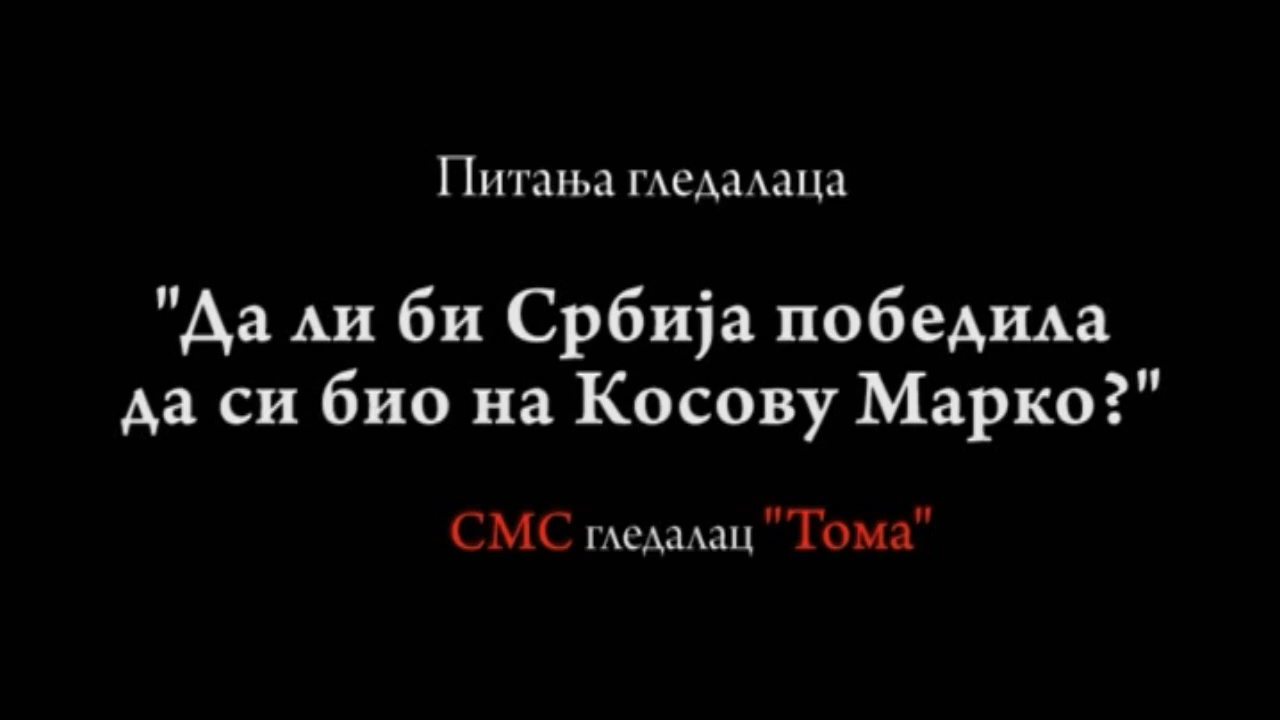 Питања гледалаца
"Да ли би Србија победила
да си био на Косову Марко?"
СМС гледалац "Тома"